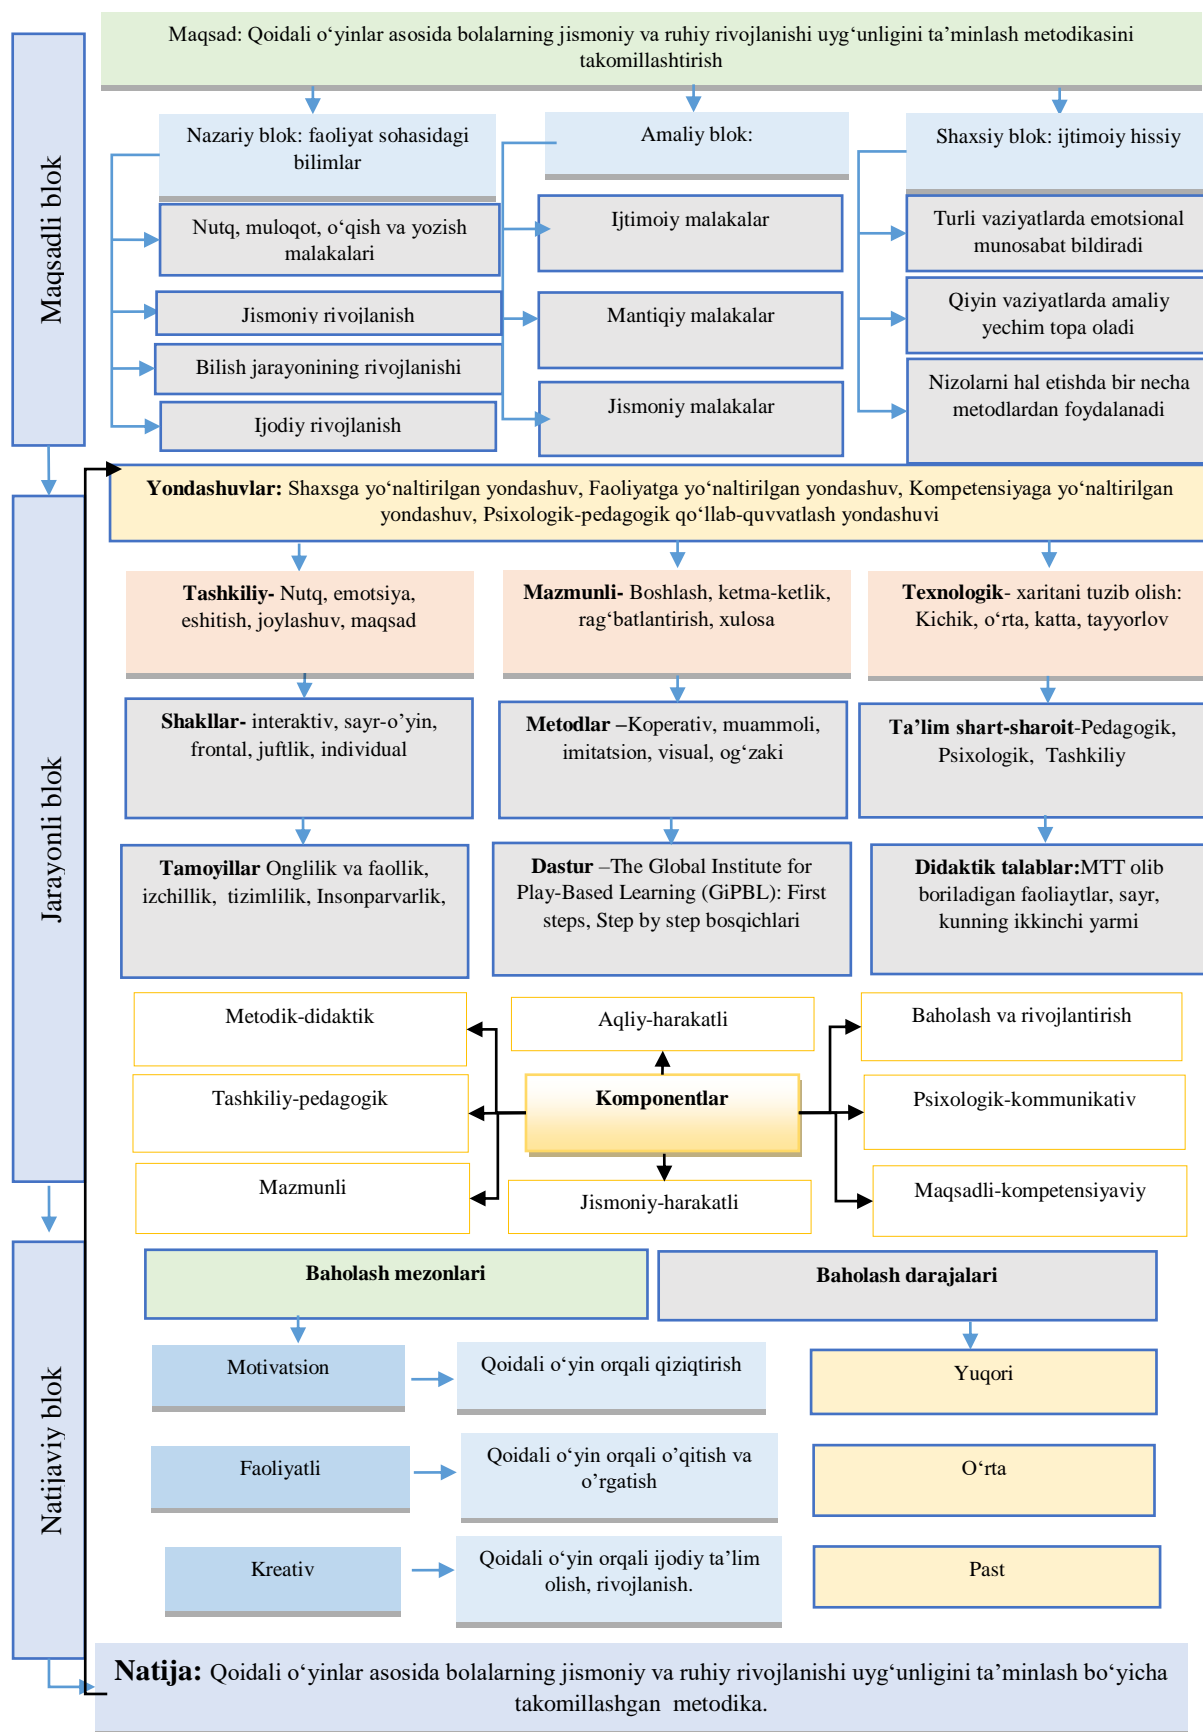 Maqsad: Qoidali o‘yinlar asosida bolalarning jismoniy va ruhiy rivojlanishi uyg‘unligini ta’minlash metodikasini
takomillashtirish
Maqsadli blok
Nazariy blok: faoliyat sohasidagi
bilimlar
Amaliy blok:
Shaxsiy blok: ijtimoiy hissiy
Nutq, muloqot, o‘qish va yozish
malakalari
Jismoniy rivojlanish
Bilish jarayonining rivojlanishi
Ijodiy rivojlanish
Ijtimoiy malakalar
Mantiqiy malakalar
Jismoniy malakalar
Turli vaziyatlarda emotsional
munosabat bildiradi
Qiyin vaziyatlarda amaliy
yechim topa oladi
Nizolarni hal etishda bir necha
metodlardan foydalanadi
Jarayonli blok
Yondashuvlar: Shaxsga yo‘naltirilgan yondashuv, Faoliyatga yo‘naltirilgan yondashuv, Kompetensiyaga yo‘naltirilgan
yondashuv, Psixologik-pedagogik qo‘llab-quvvatlash yondashuvi
Tashkiliy- Nutq, emotsiya,
eshitish, joylashuv, maqsad
Mazmunli- Boshlash, ketma-ketlik,
rag‘batlantirish, xulosa
Texnologik- xaritani tuzib olish:
Kichik, o‘rta, katta, tayyorlov
Shakllar- interaktiv, sayr-o’yin,
frontal, juftlik, individual
Metodlar –Koperativ, muammoli,
imitatsion, visual, og‘zaki
Ta’lim shart-sharoit-Pedagogik,
Psixologik, Tashkiliy
Tamoyillar Onglilik va faollik,
izchillik, tizimlilik, Insonparvarlik,
Dastur –The Global Institute for
Play-Based Learning (GiPBL): First
steps, Step by step bosqichlari
Didaktik talablar:MTT olib
boriladigan faoliaytlar, sayr,
kunning ikkinchi yarmi
Metodik-didaktik
Aqliy-harakatli
Baholash va rivojlantirish
Tashkiliy-pedagogik
Komponentlar
Psixologik-kommunikativ
Mazmunli
Jismoniy-harakatli
Maqsadli-kompetensiyaviy
Natijaviy blok
Baholash mezonlari
Baholash darajalari
Motivatsion
Qoidali o‘yin orqali qiziqtirish
Yuqori
Faoliyatli
Qoidali o‘yin orqali o’qitish va
o’rgatish
O‘rta
Kreativ
Qoidali o‘yin orqali ijodiy ta’lim
olish, rivojlanish.
Past
Natija: Qoidali o‘yinlar asosida bolalarning jismoniy va ruhiy rivojlanishi uyg‘unligini ta’minlash bo‘yicha
takomillashgan metodika.